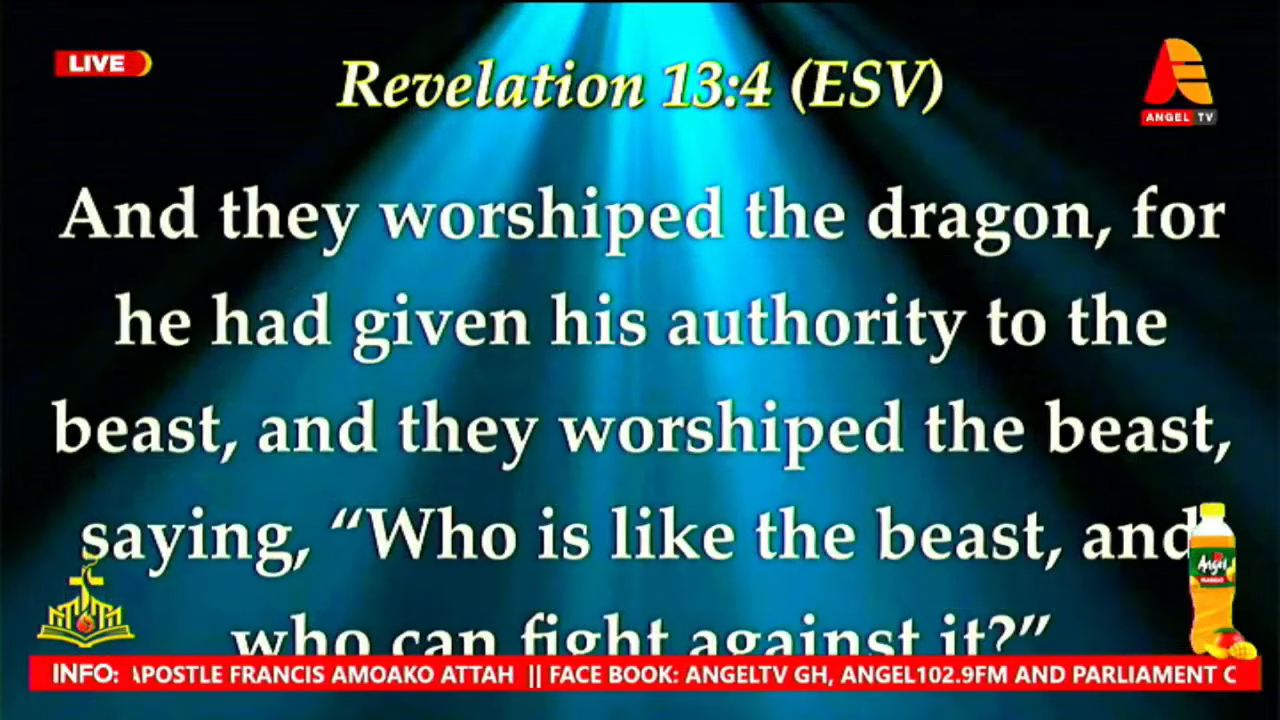 LIVE
Revelation 13:4 (ESV)
ANGEL TV
And they worshiped the dragon, for
he had given his authority to the
beast, and they worshiped the beast,
saying, “Who is like the beast, and
who can fight against it?”
Angel
INFO: APOSTLE FRANCIS AMOAKO ATTAH || FACE BOOK: ANGELTV GH, ANGEL102.9FM AND PARLIAMENT C